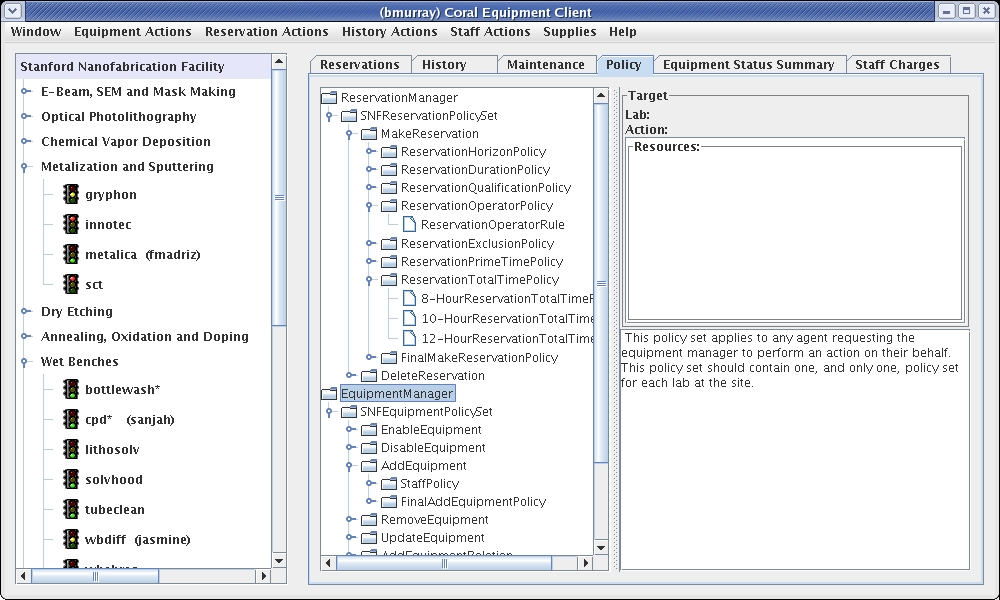 (bmurray) Coral Equipment Client
Window Equipment Actions Reservation Actions History Actions Staff Actions Supplies Help
Stanford Nanofabrication Facility
E-Beam, SEM and Mask Making
Optical Photolithography
Chemical Vapor Deposition
Metalization and Sputtering
gryphon
innotec
metalica (fmadriz)
sct
Dry Etching
Annealing, Oxidation and Doping
Wet Benches
bottlewash*
cpd* (sanjah)
lithosolv
solvhood
tubeclean
wbdiff (jasmine)
Reservations History Maintenance Policy Equipment Status Summary Staff Charges
ReservationManager
SNFReservationPolicySet
MakeReservation
ReservationHorizonPolicy
ReservationDurationPolicy
ReservationQualificationPolicy
ReservationOperatorPolicy
ReservationOperatorRule
ReservationExclusionPolicy
ReservationPrimeTimePolicy
ReservationTotalTimePolicy
8-HourReservationTotalTimeP
10-HourReservationTotalTime
12-HourReservationTotalTime
FinalMakeReservationPolicy
DeleteReservation
EquipmentManager
SNFEquipmentPolicySet
EnableEquipment
DisableEquipment
AddEquipment
StaffPolicy
FinalAddEquipmentPolicy
RemoveEquipment
UpdateEquipment
AddEquipmentRelation
Target
Lab:
Action:
Resources:
This policy set applies to any agent requesting the
equipment manager to perform an action on their behalf.
This policy set should contain one, and only one, policy set
for each lab at the site.